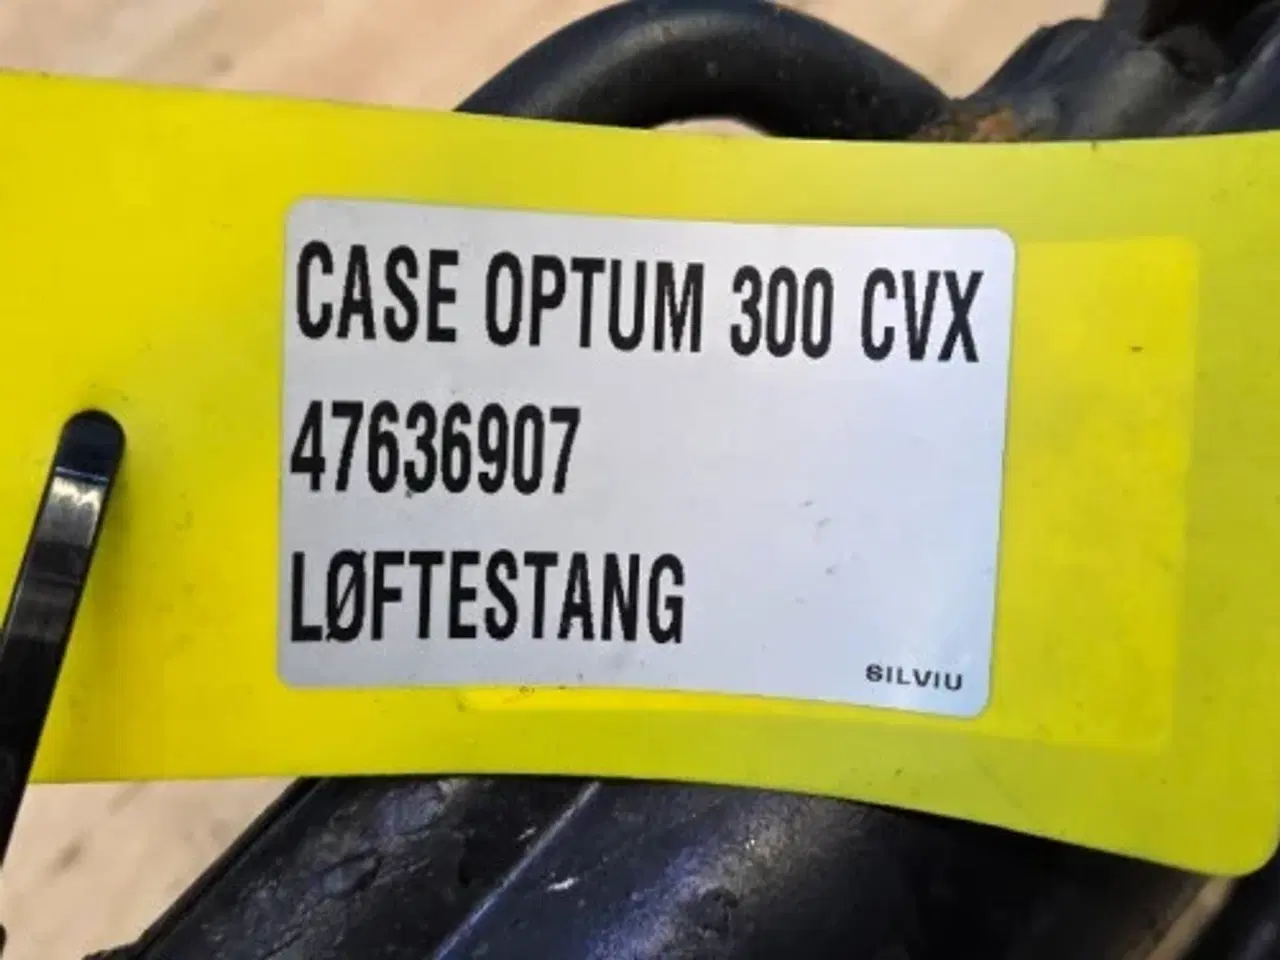 CASE OPTUM 300 CVX
47636907
LØFTESTANG
SILVIU